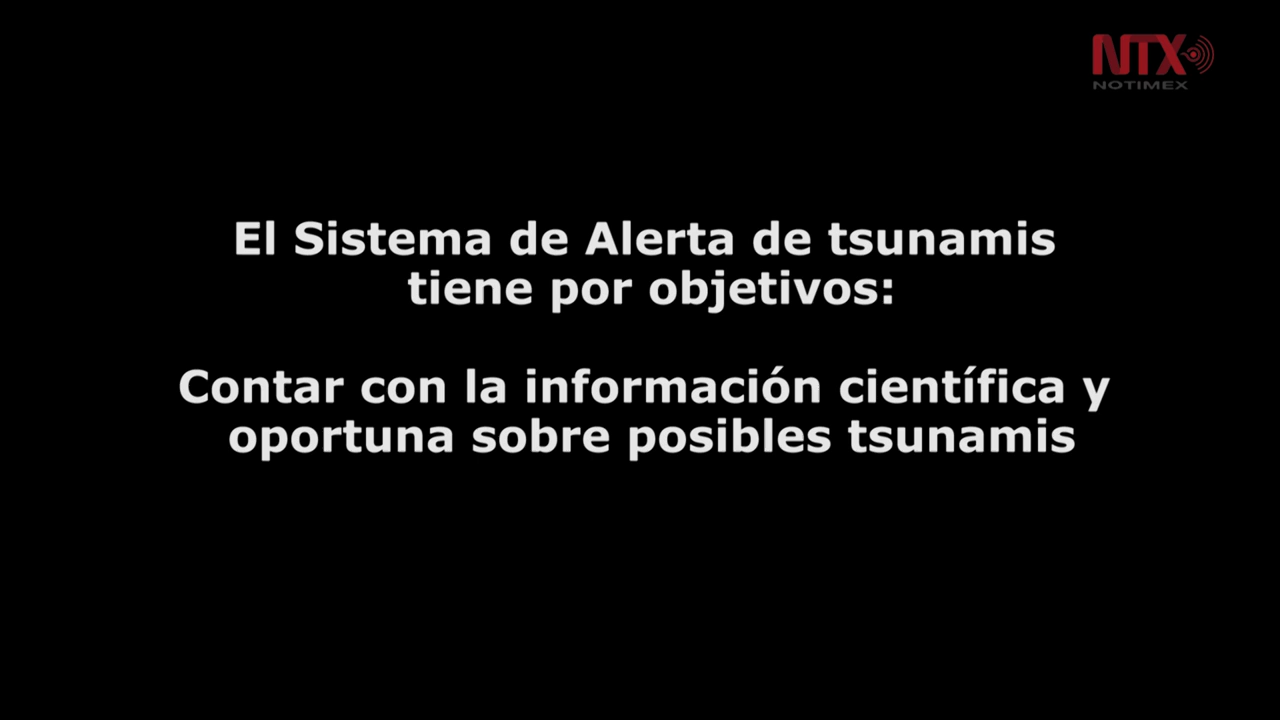 NTX
NOTIMEX
El Sistema de Alerta de tsunamis
tiene por objetivos:
Contar con la información científica y
oportuna sobre posibles tsunamis